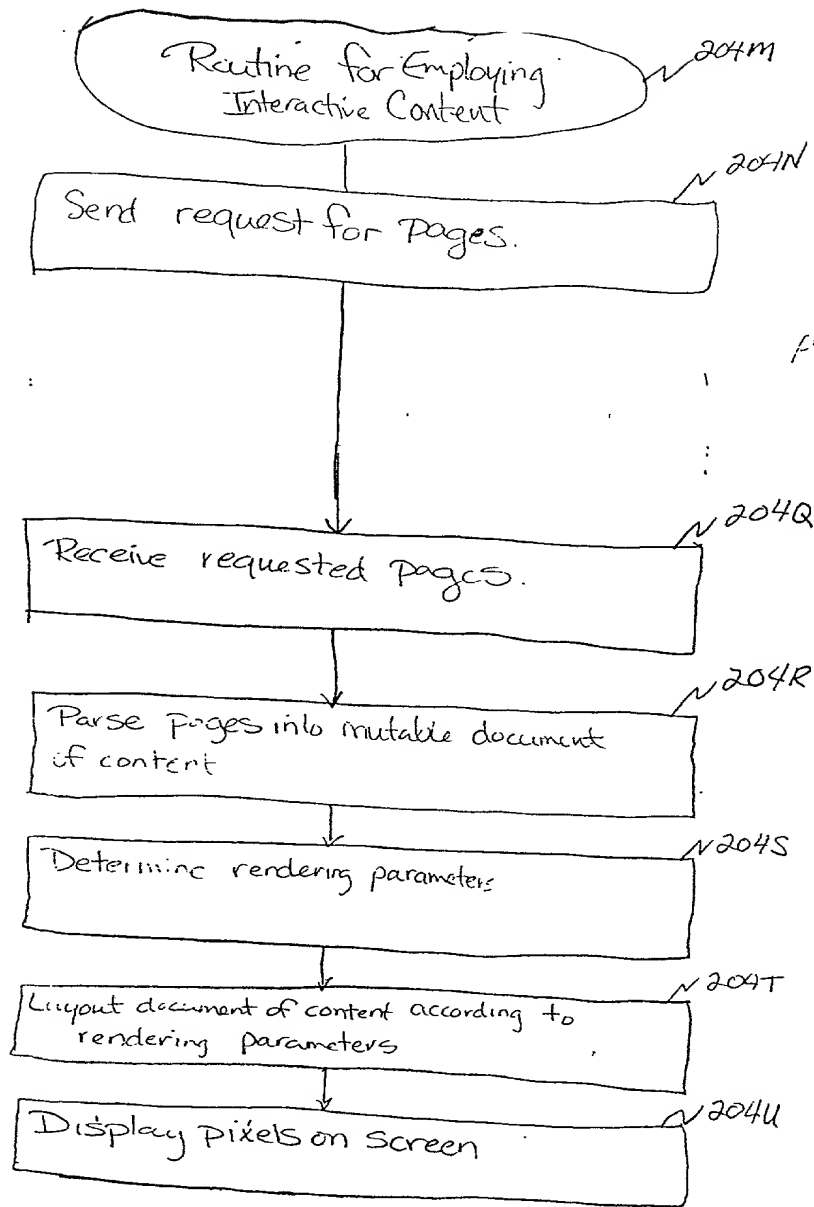 Routine for Employing
Interactive Content
204M
204N
Send request for pages.
204Q
Receive requested pages.
204R
Parse pages into mutable document
of content
204S
Determine rendering parameters
204T
Layout document of content according to
rendering parameters
204U
Display pixels on screen